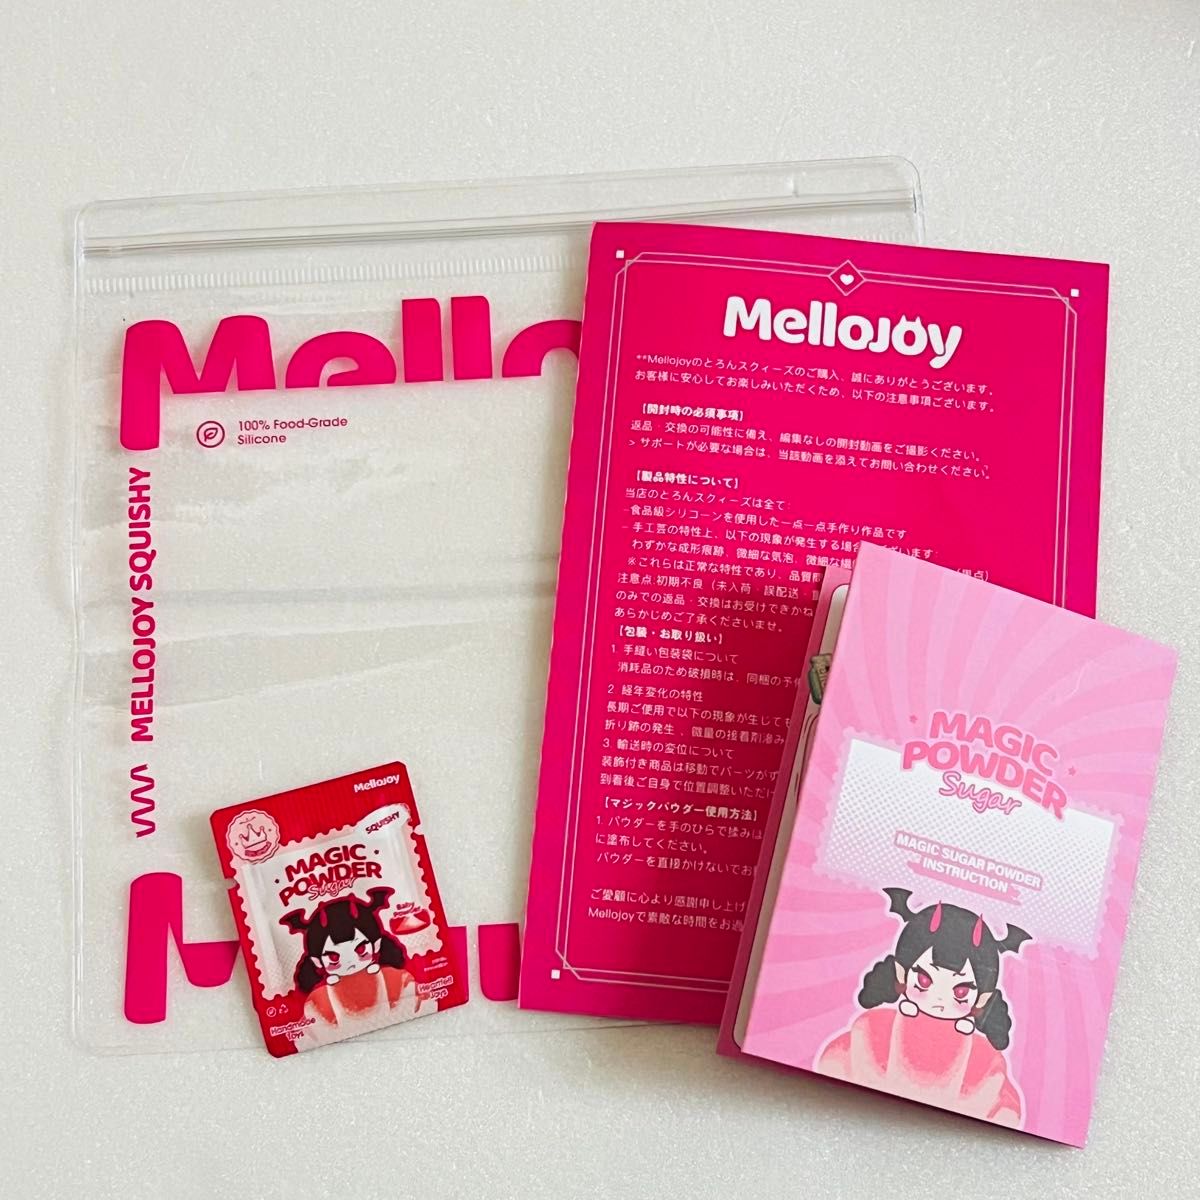 Mello
100% Food-Grade
Silicone
MELLOJOY SQUISHY
Mellojoy
**Mellojoyのとろんスクィーズのご購入、誠にありがとうございます、
お客様に安心してお楽しみいただくため、以下の注意事項ございます。
【開封時の必須事項】
返品・交換の可能性に備え、編集なしの開封動画をご撮影ください。
> サポートが必要な場合は、当該動画を添えてお問い合わせください。
【製品特性について】
当店のとろんスクィーズは全て:
-食品級シリコーンを使用した一点一点手作り作品です
- 手工芸の特性上、以下の現象が発生する場合ございます:
わずかな成形痕跡、微細な気泡、微細な繊
※これらは正常な特性であり、品質
注意点:初期不良（未入荷・誤配送・
のみでの返品・交換はお受けできかね
あらかじめご了承くださいませ。
【包装・お取り扱い】
1. 手縫い包装袋について
消耗品のため破損時は、同梱の予備
2. 経年変化の特性
長期ご使用で以下の現象が生じても
折り跡の発生 、微量の接着剤滲み
3. 輸送時の変位について
装飾付き商品は移動でパーツがず
到着後ご自身で位置調整いただけ
【マジックパウダー使用方法】
1. パウダーを手のひらで揉みほ
に塗布してください。
パウダーを直接かけないでお
ご愛顧に心より感謝申し上げ
Mellojoyで素敵な時間をお過
MAGIC
POWDER
Sugar
MAGIC SUGAR POWDER
INSTRUCTION
Mellojoy
SQUISHY
MAGIC
POWDER
Sugar
Baby
Powder
Handmade
Toys
Heartfelt
Joys